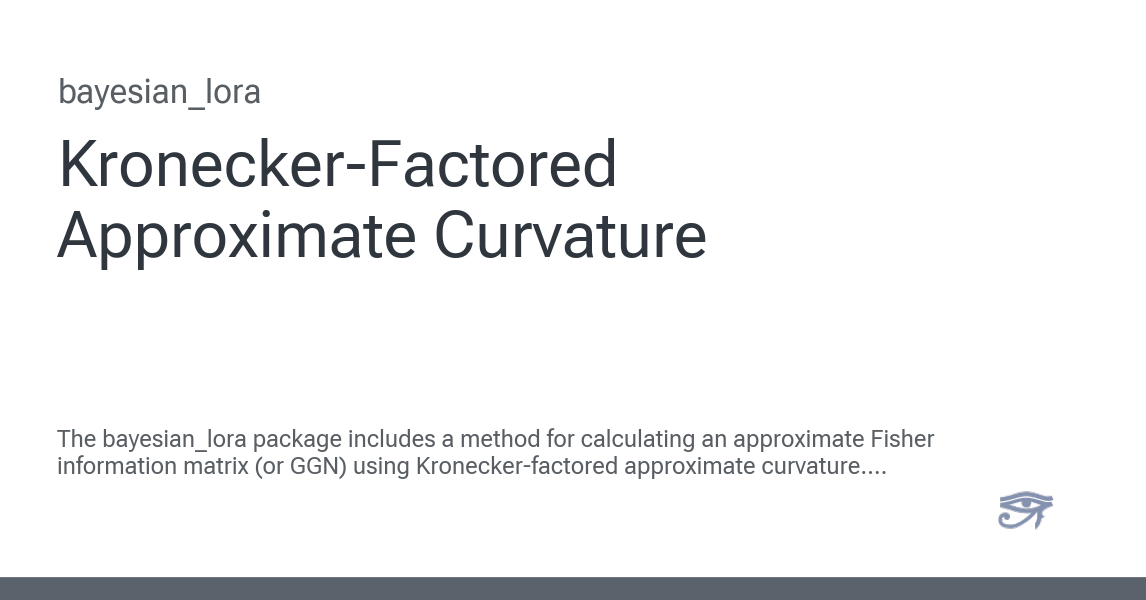 bayesian_lora
Kronecker-Factored
Approximate Curvature
The bayesian_lora package includes a method for calculating an approximate Fisher
information matrix (or GGN) using Kronecker-factored approximate curvature....